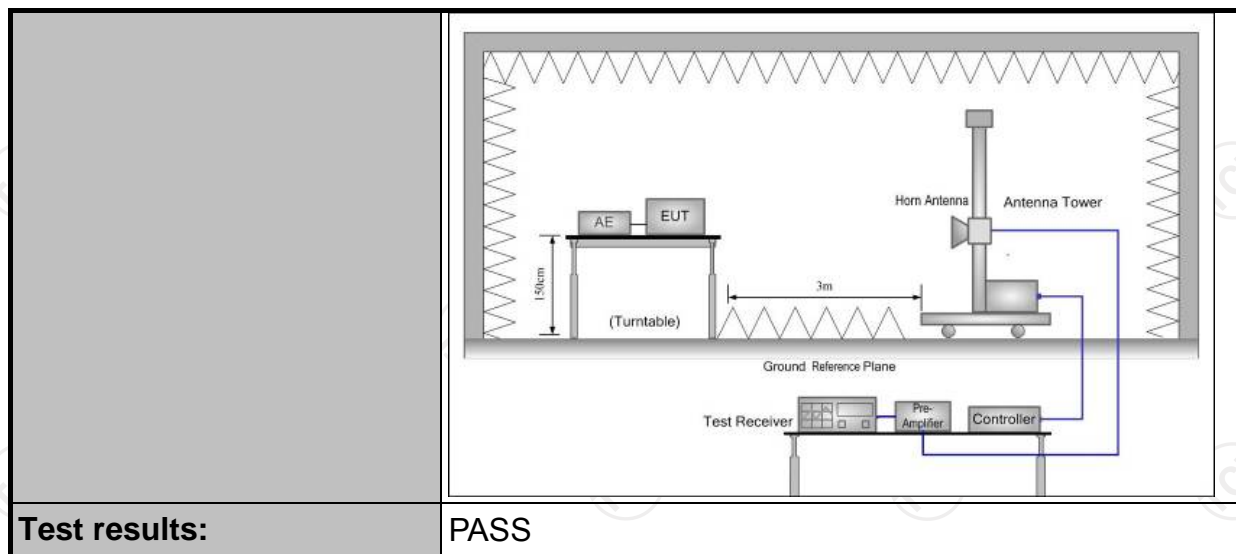 Horn Antenna
Antenna Tower
AE
EUT
150cm
3m
(Turntable)
Ground Reference Plane
Test Receiver
Pre-
Amplifier
Controller
Test results:
PASS